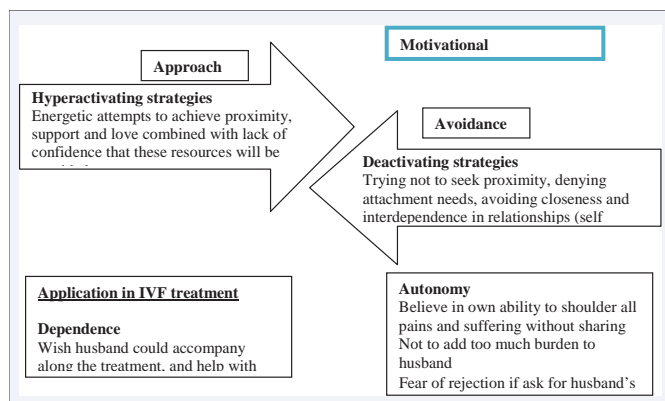 Motivational
Approach
Hyperactivating strategies
Energetic attempts to achieve proximity,
support and love combined with lack of
confidence that these resources will be
Avoidance
Deactivating strategies
Trying not to seek proximity, denying
attachment needs, avoiding closeness and
interdependence in relationships (self
Application in IVF treatment
Dependence
Wish husband could accompany
along the treatment, and help with
Autonomy
Believe in own ability to shoulder all
pains and suffering without sharing
Not to add too much burden to
husband
Fear of rejection if ask for husband's